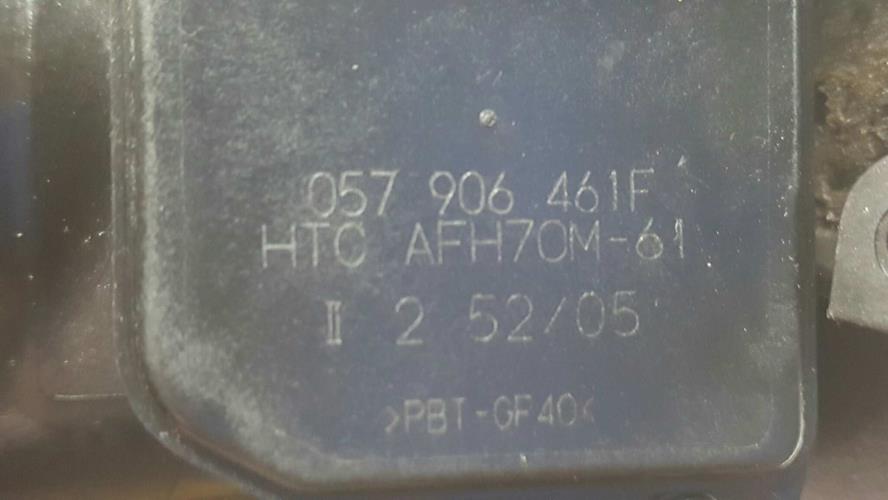 057 906 461F
HTC AFH70M-61
II 2 52/05
>PBT-GF40<